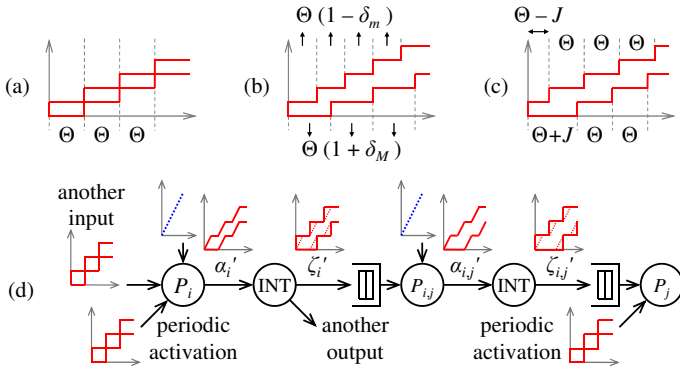 Θ (1 − δm)
Θ − J
Θ Θ
(a)
(b)
(c)
Θ Θ Θ
Θ (1 + δM)
Θ+J Θ Θ
another
input
αi′
ζi′
αi,j′
ζi,j′
(d)
Pi
INT
Pi,j
INT
Pj
periodic
activation
another
output
periodic
activation